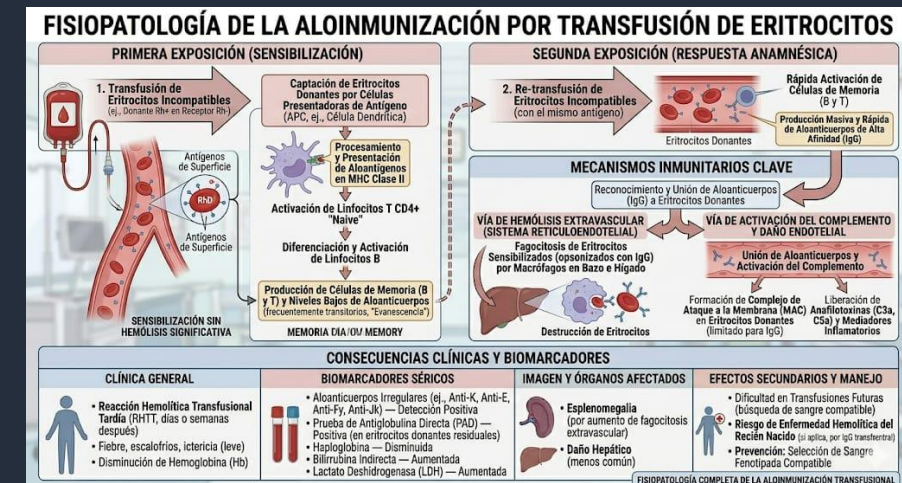 FISIOPATOLOGÍA DE LA ALOINMUNIZACIÓN POR TRANSFUSIÓN DE ERITROCITOS
PRIMERA EXPOSICIÓN (SENSIBILIZACIÓN)
1. Transfusión de
Eritrocitos Incompatibles
(ej., Donante Rh+ en Receptor Rh-)
Antígenos
de Superficie
RhD
Antígenos
de Superficie
SENSIBILIZACIÓN SIN
HEMÓLISIS SIGNIFICATIVA
Captación de Eritrocitos
Donantes por Células
Presentadoras de Antígeno
(APC, ej., Célula Dendrítica)
Procesamiento
y Presentación
de Aloantígenos
en MHC Clase II
Activación de Linfocitos T CD4+
"Naive"
Diferenciación y Activación
de Linfocitos B
Producción de Células de Memoria (B
y T) y Niveles Bajos de Aloanticuerpos
(frecuentemente transitorios, "Evanescencia")
MEMORY
SEGUNDA EXPOSICIÓN (RESPUESTA ANAMNÉSICA)
2. Re-transfusión de
Eritrocitos Incompatibles
(con el mismo antígeno)
Eritrocitos Donantes
Rápida Activación de
Células de Memoria
(B y T)
Producción Masiva y Rápida
de Aloanticuerpos de Alta
Afinidad (IgG)
MECANISMOS INMUNITARIOS CLAVE
Reconocimiento y Unión de Aloanticuerpos
(IgG) a Eritrocitos Donantes
VÍA DE HEMÓLISIS EXTRAVASCULAR
(SISTEMA RETICULOENDOTELIAL)
Fagocitosis de Eritrocitos
Sensibilizados (opsonizados con IgG)
por Macrófagos en Bazo e Hígado
Destrucción de Eritrocitos
VÍA DE ACTIVACIÓN DEL COMPLEMENTO
Y DAÑO ENDOTELIAL
Unión de Aloanticuerpos y
Activación del Complemento
Formación de Complejo de
Ataque a la Membrana (MAC)
en Eritrocitos Donantes
(limitado para IgG)
Liberación de
Anafilotoxinas (C3a,
C5a) y Mediadores
Inflamatorios
CONSECUENCIAS CLÍNICAS Y BIOMARCADORES
CLÍNICA GENERAL
• Reacción Hemolítica Transfusional
Tardía (RHTT, días o semanas
después)
• Fiebre, escalofríos, ictericia (leve)
• Disminución de Hemoglobina (Hb)
BIOMARCADORES SÉRICOS
• Aloanticuerpos Irregulares (ej., Anti-K, Anti-E,
Anti-Fy, Anti-Jk) — Detección Positiva
• Prueba de Antiglobulina Directa (PAD) —
Positiva (en eritrocitos donantes residuales)
• Haploglobina — Disminuida
• Bilirrubina Indirecta — Aumentada
• Lactato Deshidrogenasa (LDH) — Aumentada
IMAGEN Y ÓRGANOS AFECTADOS
• Esplenomegalia
(por aumento de fagocitosis
extravascular)
• Daño Hepático
(menos común)
EFECTOS SECUNDARIOS Y MANEJO
• Dificultad en Transfusiones Futuras
(búsqueda de sangre compatible)
• Riesgo de Enfermedad Hemolítica del
Recién Nacido (si aplica, por IgG
• Prevención: Selección de Sangre
Fenotipada Compatible
FISIOPATOLOGÍA COMPLETA DE LA ALOINMUNIZACIÓN TRANSFUSIONAL